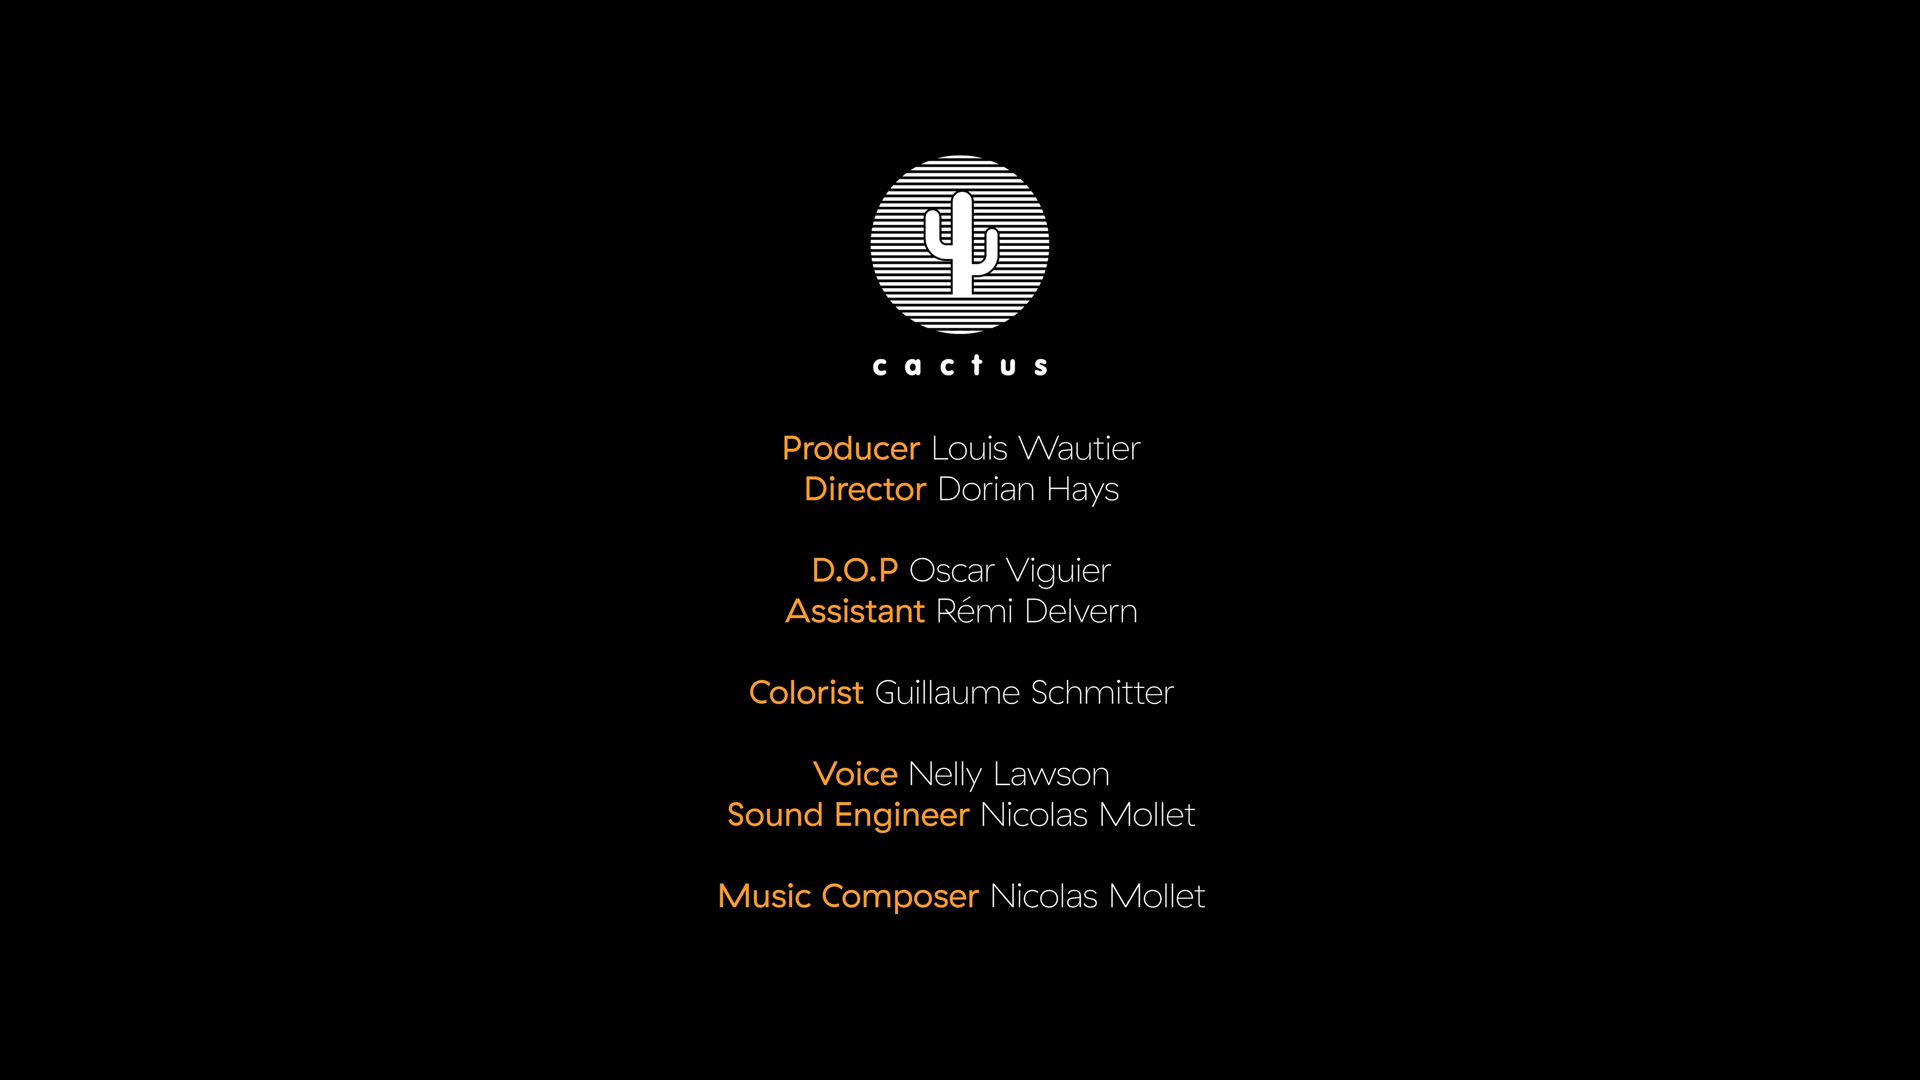 cactus
Producer Louis Wautier
Director Dorian Hays
D.O.P Oscar Viguier
Assistant Rémi Delvern
Colorist Guillaume Schmitter
Voice Nelly Lawson
Sound Engineer Nicolas Mollet
Music Composer Nicolas Mollet